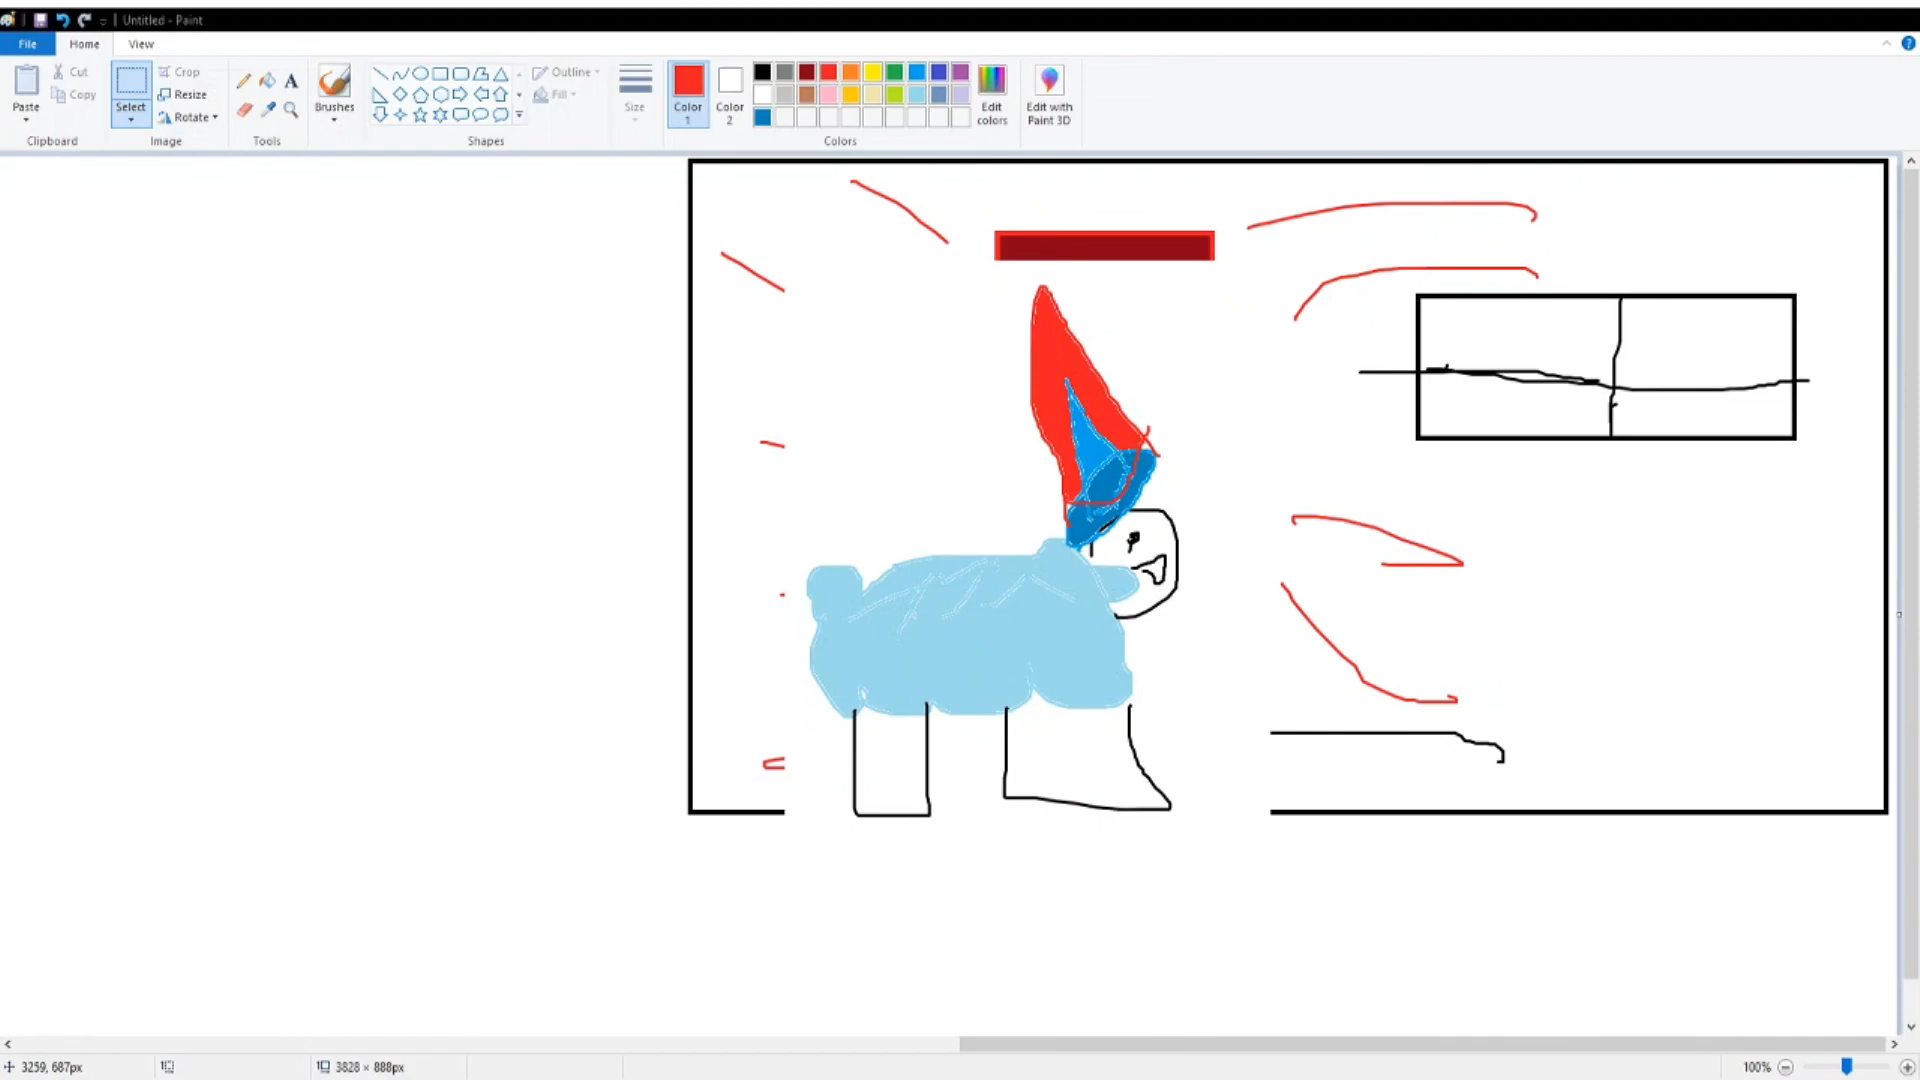 Untitled - Paint
File Home View
Cut
Copy
Paste
Clipboard
Select
Crop
Resize
Rotate
Image
Tools
Brushes
Shapes
Outline
Fill
Size
Color 1
Color 2
Edit colors
Colors
Edit with Paint 3D
3259, 687px
3828 × 888px
100%